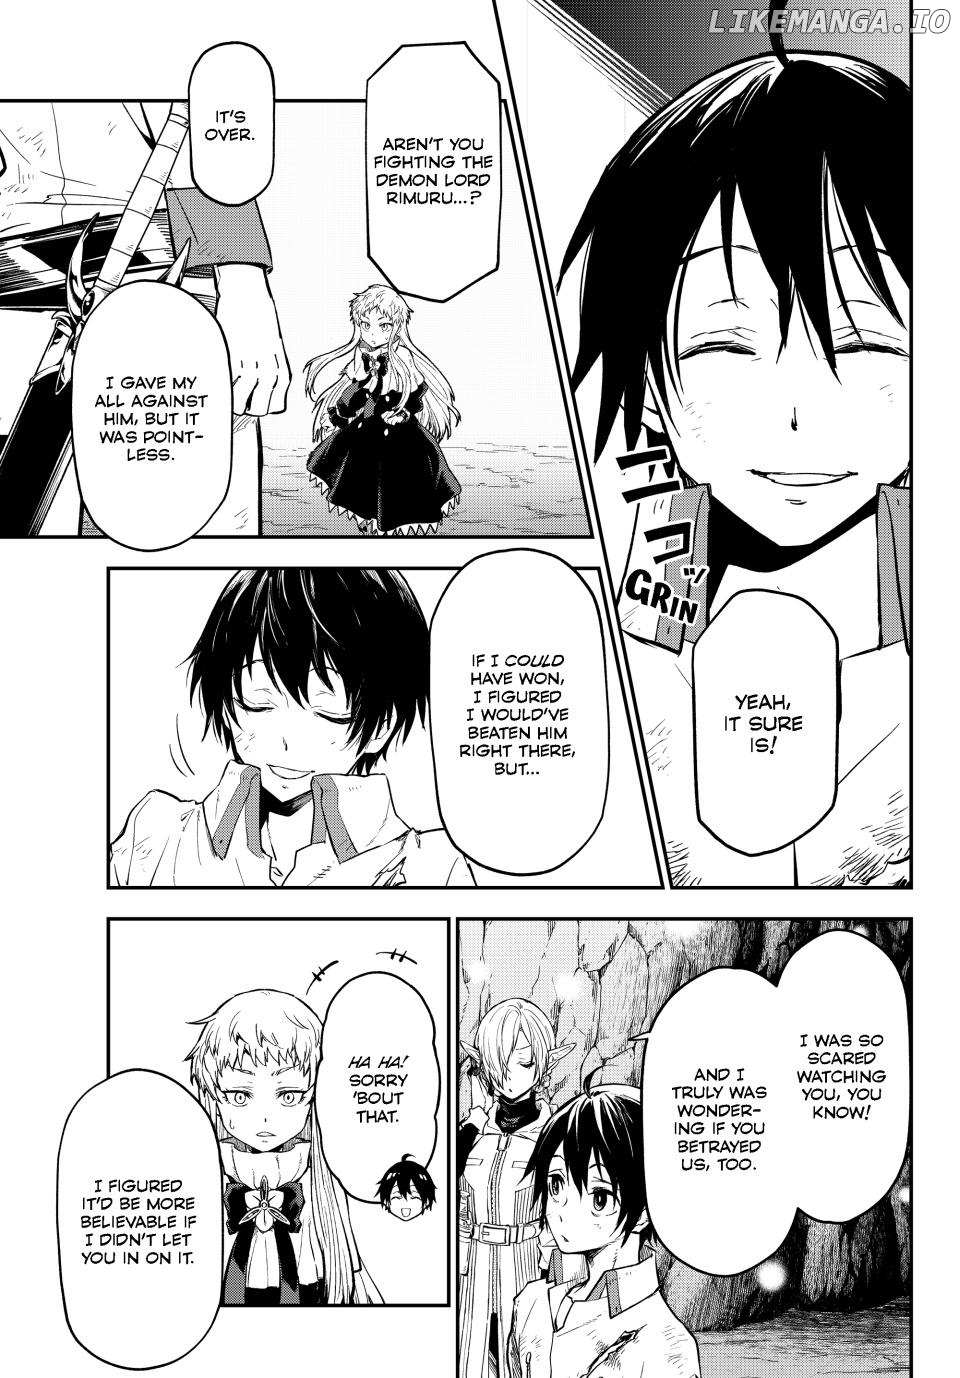 LIKEMANGA.IO
ニコッ
GRIN
YEAH,
IT SURE
IS!
AREN'T YOU
FIGHTING THE
DEMON LORD
RIMURU...?
IT'S
OVER.
I GAVE MY
ALL AGAINST
HIM, BUT IT
WAS POINT-
LESS.
IF I COULD
HAVE WON,
I FIGURED
I WOULD'VE
BEATEN HIM
RIGHT THERE,
BUT...
I WAS SO
SCARED
WATCHING
YOU, YOU
KNOW!
AND I
TRULY WAS
WONDER-
ING IF YOU
BETRAYED
US, TOO.
HA HA!
SORRY
'BOUT
THAT.
I FIGURED
IT'D BE MORE
BELIEVABLE IF
I DIDN'T LET
YOU IN ON IT.